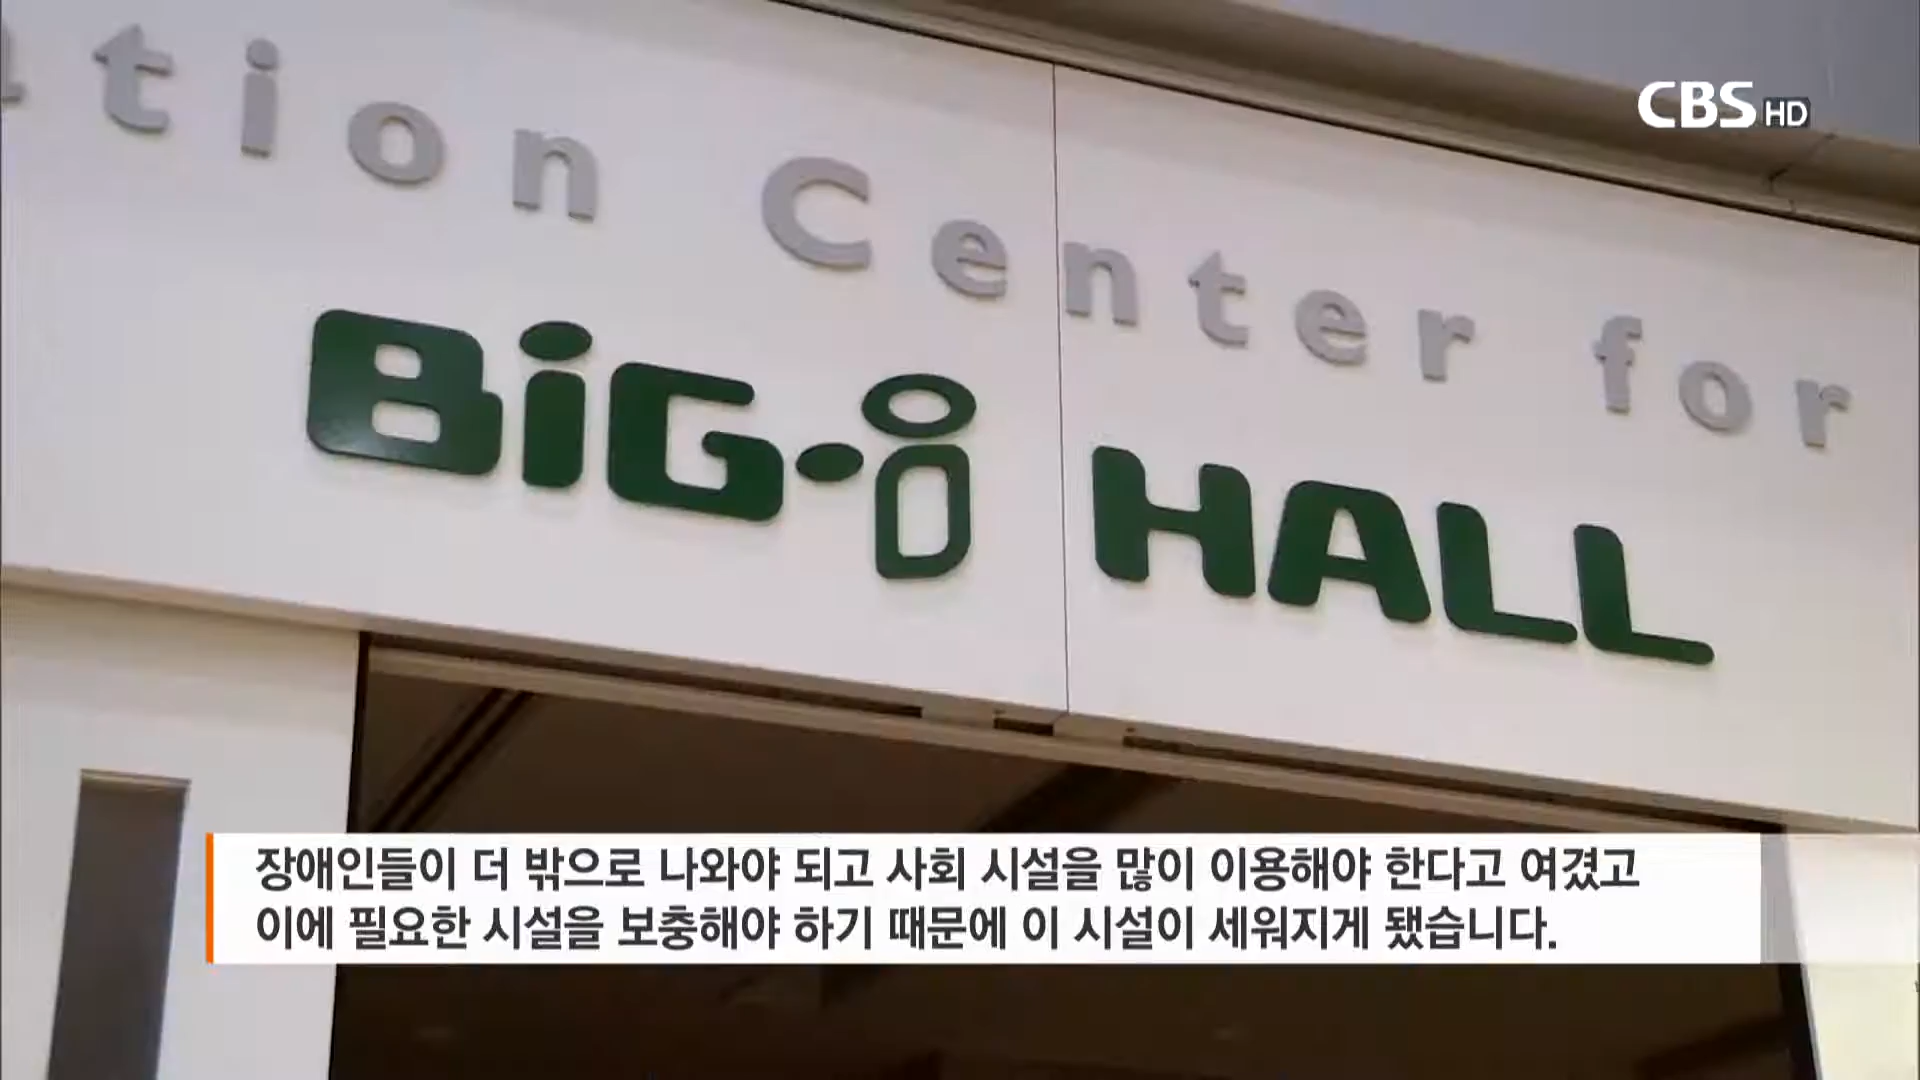 CBS HD
ation Center for
BiG-i HALL
장애인들이 더 밖으로 나와야 되고 사회 시설을 많이 이용해야 한다고 여겼고
이에 필요한 시설을 보충해야 하기 때문에 이 시설이 세워지게 됐습니다.